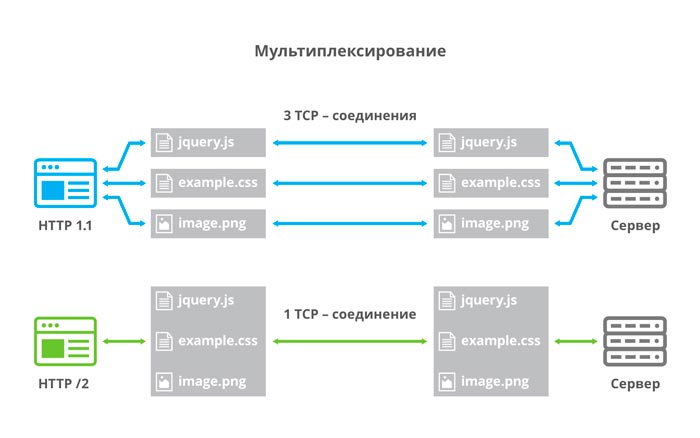 Мультиплексирование
3 TCP – соединения
jquery.js
jquery.js
example.css
example.css
image.png
image.png
HTTP 1.1
Сервер
1 TCP – соединение
jquery.js
jquery.js
example.css
example.css
image.png
image.png
HTTP /2
Сервер